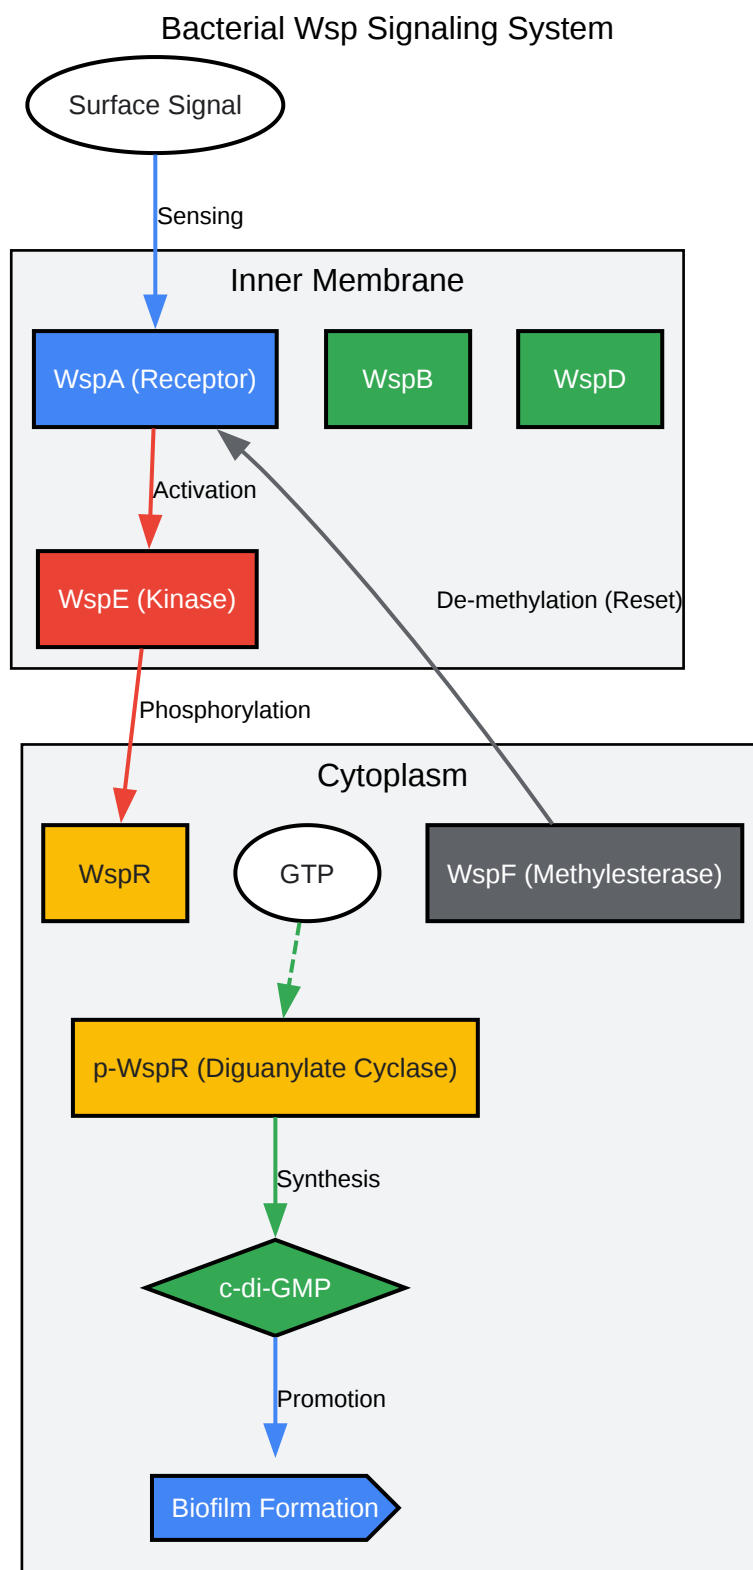 Bacterial Wsp Signaling System
Surface Signal
Sensing
Inner Membrane
WspA (Receptor)
WspB
WspD
Activation
WspE (Kinase)
De-methylation (Reset)
Phosphorylation
Cytoplasm
WspR
GTP
WspF (Methylesterase)
p-WspR (Diguanylate Cyclase)
Synthesis
c-di-GMP
Promotion
Biofilm Formation